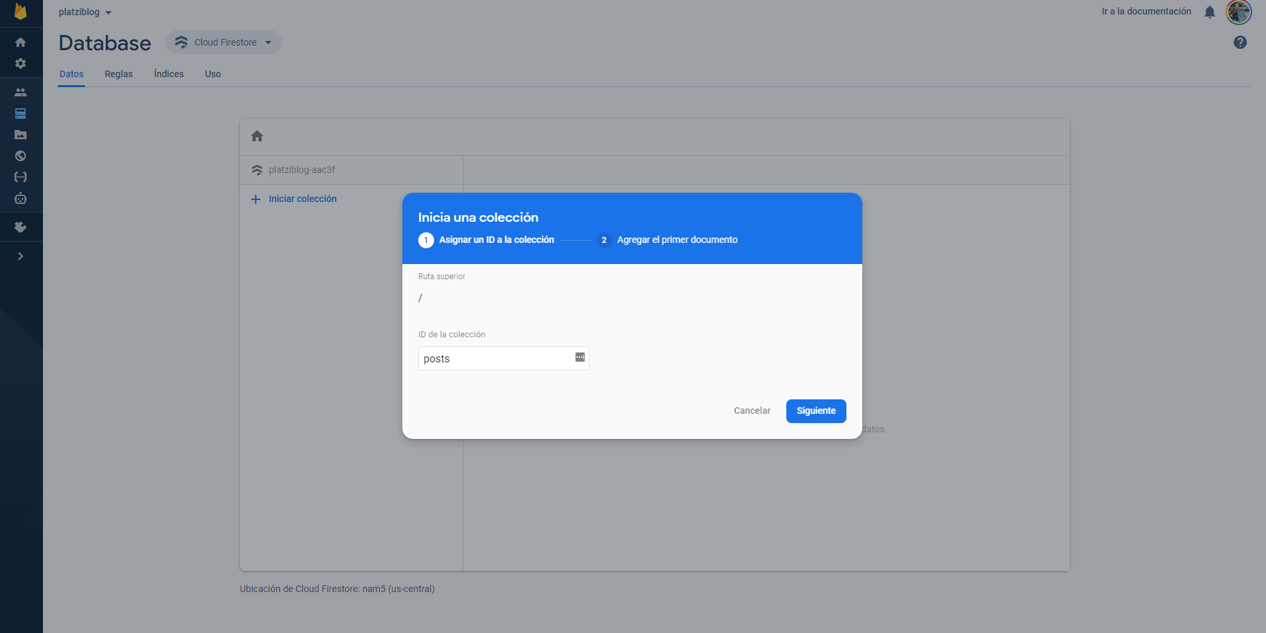 platziblog
Ir a la documentación
Database
Cloud Firestore
Datos
Reglas
Índices
Uso
platziblog-aac3f
Iniciar colección
Inicia una colección
1 Asignar un ID a la colección
2 Agregar el primer documento
Ruta superior
/
ID de la colección
posts
Cancelar
Siguiente
datos.
Ubicación de Cloud Firestore: nam5 (us-central)